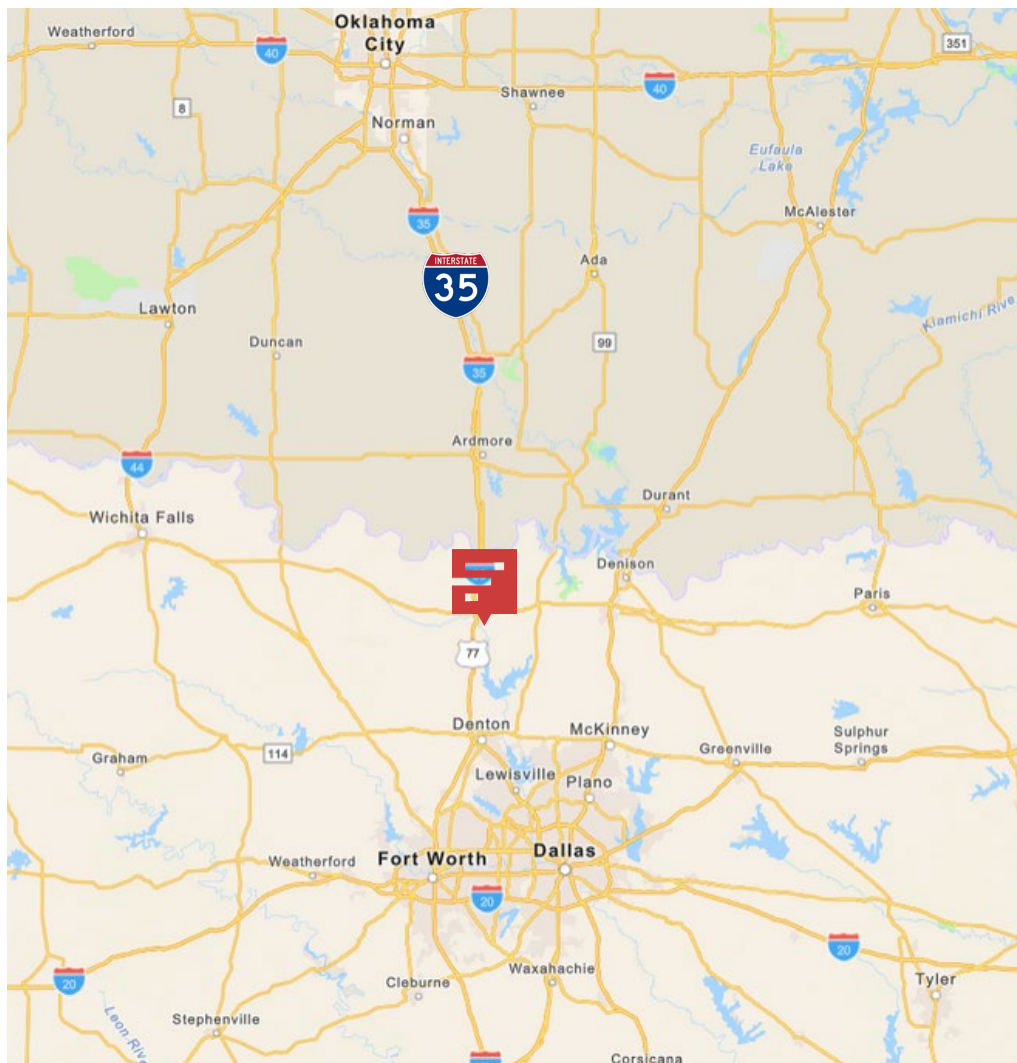 Oklahoma
City
Weatherford
40
351
40
Shawnee
8
Norman
Eufaula
Lake
McAlester
35
INTERSTATE
35
Ada
Lawton
Kiamichi Rive
Duncan
99
35
Ardmore
44
Durant
Wichita Falls
Denison
Paris
77
Denton
McKinney
Sulphur
Springs
Greenville
114
Graham
Lewisville
Plano
Weatherford
Fort Worth
Dallas
20
20
Waxahachie
20
Cleburne
Tyler
Leon Rive
Stephenville
Corsicana